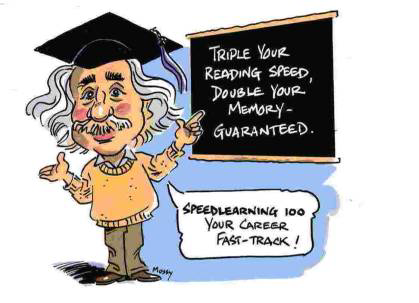 TRIPLE YOUR
READING SPEED,
DOUBLE YOUR
MEMORY-
GUARANTEED.
SPEEDLEARNING 100
YOUR CAREER
FAST-TRACK!
Mossy